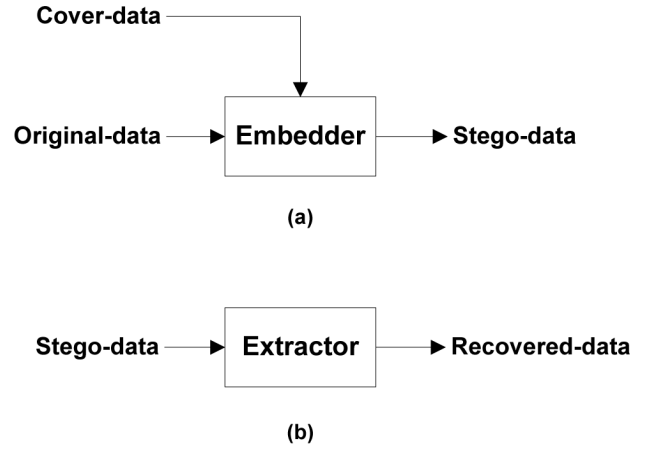 Cover-data
Original-data Embedder Stego-data
(a)
Stego-data Extractor Recovered-data
(b)